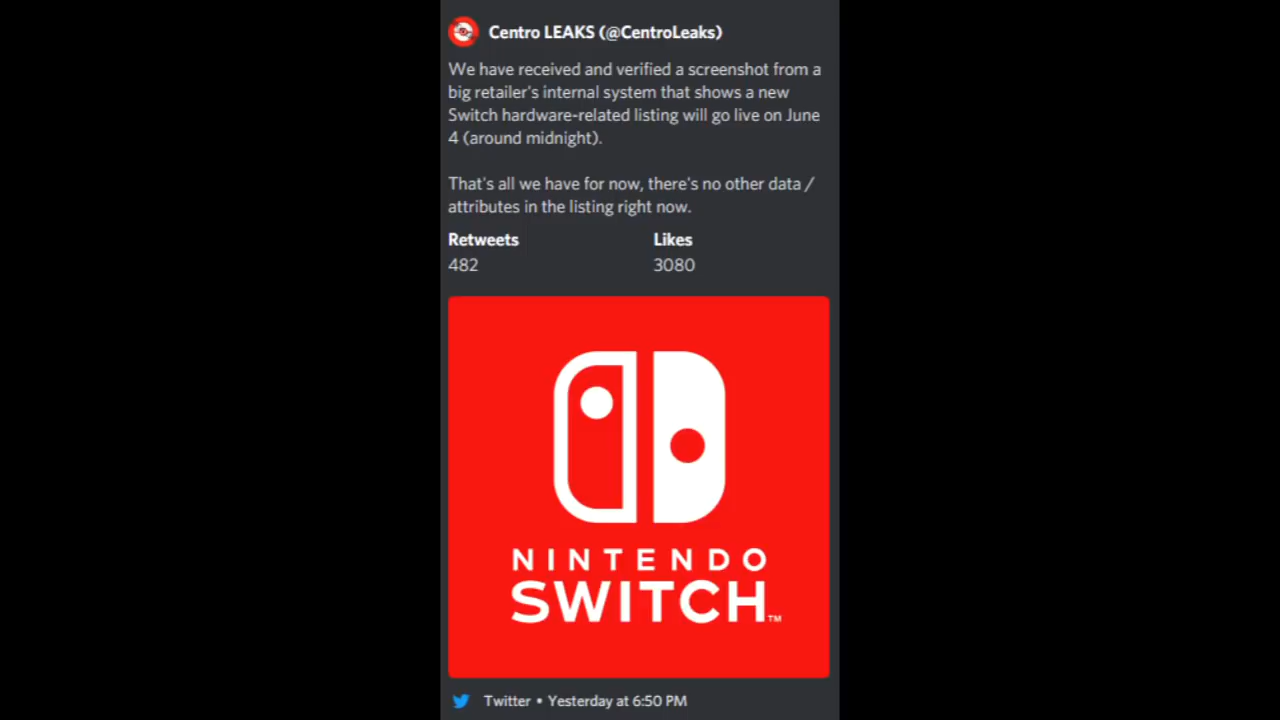 Centro LEAKS (@CentroLeaks)
We have received and verified a screenshot from a
big retailer's internal system that shows a new
Switch hardware-related listing will go live on June
4 (around midnight).
That's all we have for now, there's no other data /
attributes in the listing right now.
Retweets Likes
482 3080
NINTENDO
SWITCH™
Twitter • Yesterday at 6:50 PM